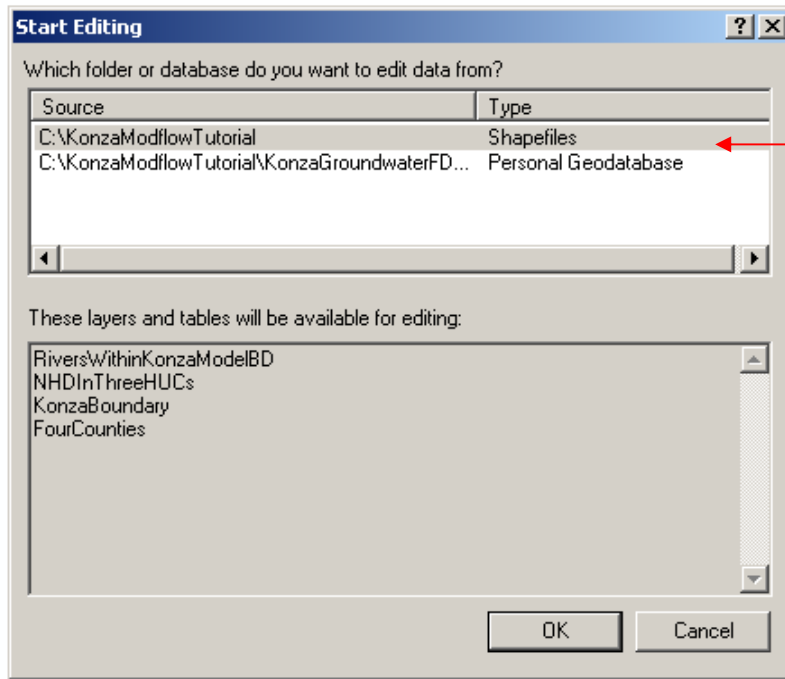 Start Editing
Which folder or database do you want to edit data from?
Source Type
C:\KonzaModflowTutorial Shapefiles
C:\KonzaModflowTutorial\KonzaGroundwaterFD... Personal Geodatabase
These layers and tables will be available for editing:
RiversWithinKonzaModelBD
NHDInThreeHUCs
KonzaBoundary
FourCounties
OK Cancel